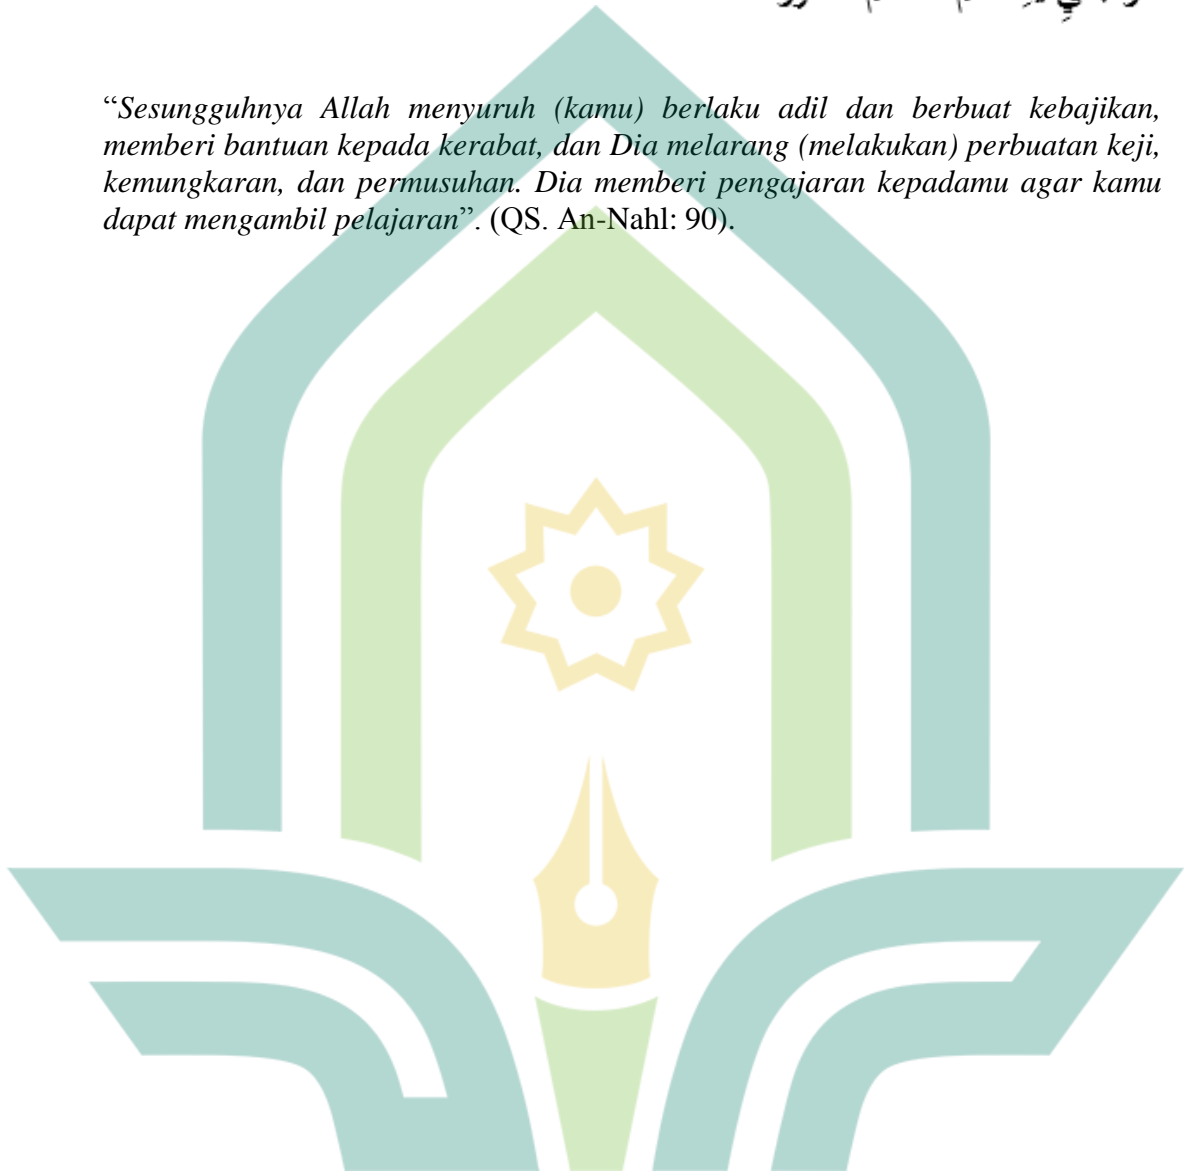 “Sesungguhnya Allah menyuruh (kamu) berlaku adil dan berbuat kebajikan,
memberi bantuan kepada kerabat, dan Dia melarang (melakukan) perbuatan keji,
kemungkaran, dan permusuhan. Dia memberi pengajaran kepadamu agar kamu
dapat mengambil pelajaran”. (QS. An-Nahl: 90).